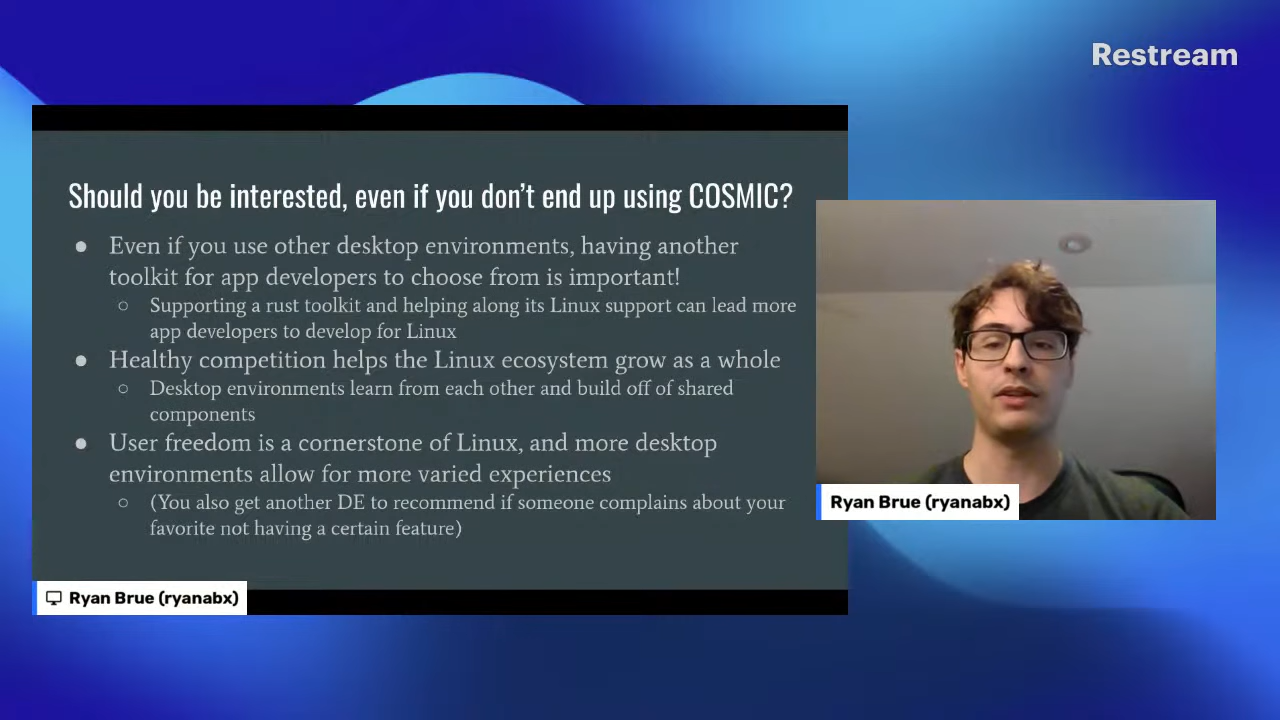 Restream
Should you be interested, even if you don't end up using COSMIC?
● Even if you use other desktop environments, having another
toolkit for app developers to choose from is important!
○ Supporting a rust toolkit and helping along its Linux support can lead more
app developers to develop for Linux
● Healthy competition helps the Linux ecosystem grow as a whole
○ Desktop environments learn from each other and build off of shared
components
● User freedom is a cornerstone of Linux, and more desktop
environments allow for more varied experiences
○ (You also get another DE to recommend if someone complains about your
favorite not having a certain feature)
Ryan Brue (ryanabx)
Ryan Brue (ryanabx)